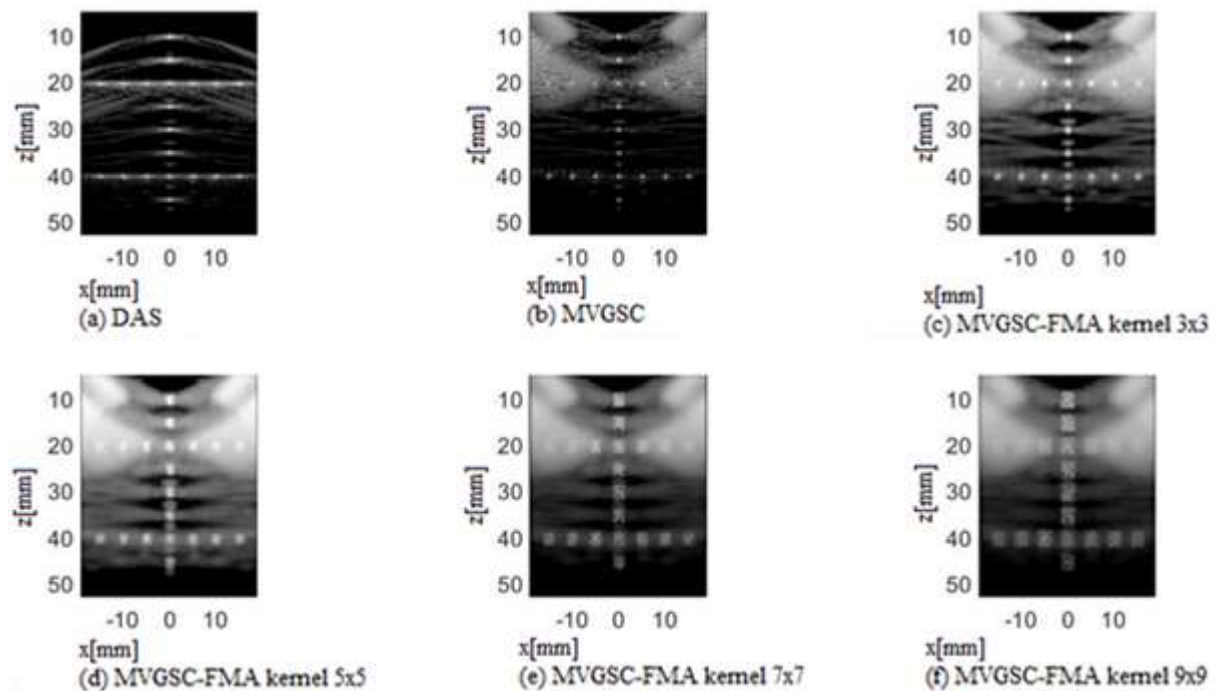 10
20
30
40
50
z[mm]
-10 0 10
x[mm]
(a) DAS
10
20
30
40
50
z[mm]
-10 0 10
x[mm]
(b) MVGSC
10
20
30
40
50
z[mm]
-10 0 10
x[mm]
(c) MVGSC-FMA kernel 3x3
10
20
30
40
50
z[mm]
-10 0 10
x[mm]
(d) MVGSC-FMA kernel 5x5
10
20
30
40
50
z[mm]
-10 0 10
x[mm]
(e) MVGSC-FMA kernel 7x7
10
20
30
40
50
z[mm]
-10 0 10
x[mm]
(f) MVGSC-FMA kernel 9x9